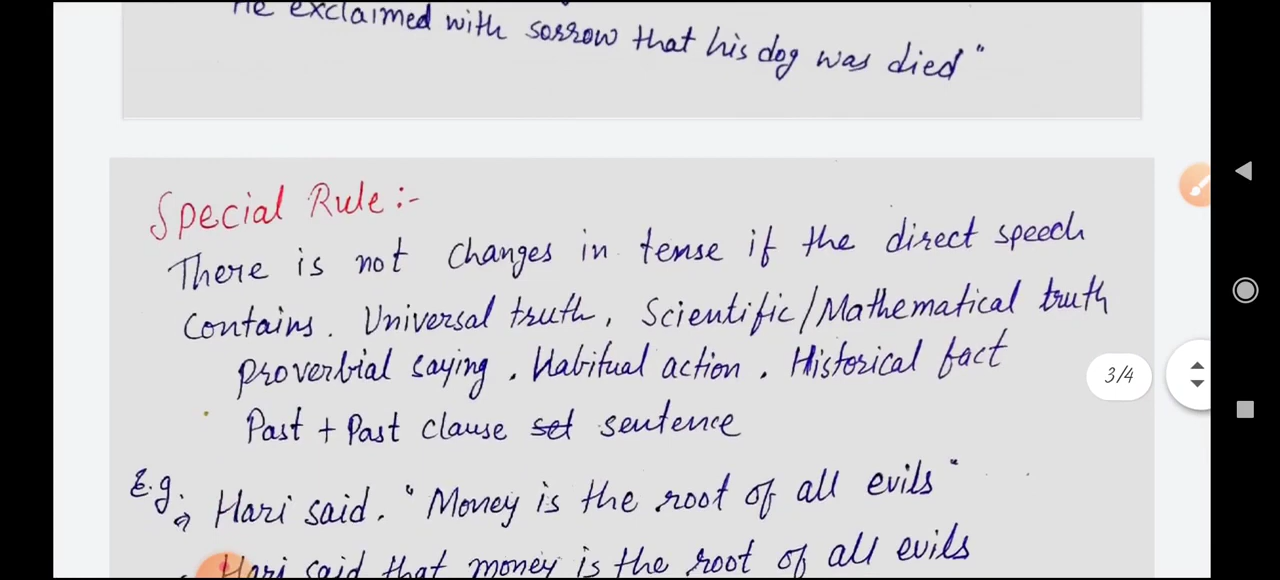 He exclaimed with sorrow that his dog was died"
Special Rule :-
There is not changes in tense if the direct speech
contains. Universal truth, Scientific/Mathematical truth
proverbial saying, Habitual action, Historical fact
3/4
Past + Past clause set sentence
E.g; Hari said, "Money is the root of all evils"
Hari said that money is the root of all evils